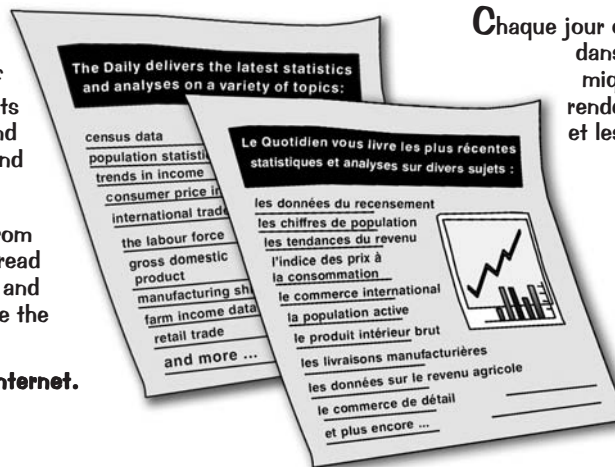 ts
nd
nd
rom
read
and
e the
nternet.
The Daily delivers the latest statistics
and analyses on a variety of topics:
census data
population
trends in income
consumer price
international trade
the labour force
gross domestic
product
manufacturing
farm income data
retail trade
and more ...
Le Quotidien vous livre les plus récentes
statistiques et analyses sur divers sujets :
les données du recensement
les chiffres de population
les tendances du revenu
l'indice des prix à
la consommation
le commerce international
la population active
le produit intérieur brut
les livraisons manufacturières
les données sur le revenu agricole
le commerce de détail
et plus encore ...
Chaque jour
dans
miq
rend
et les